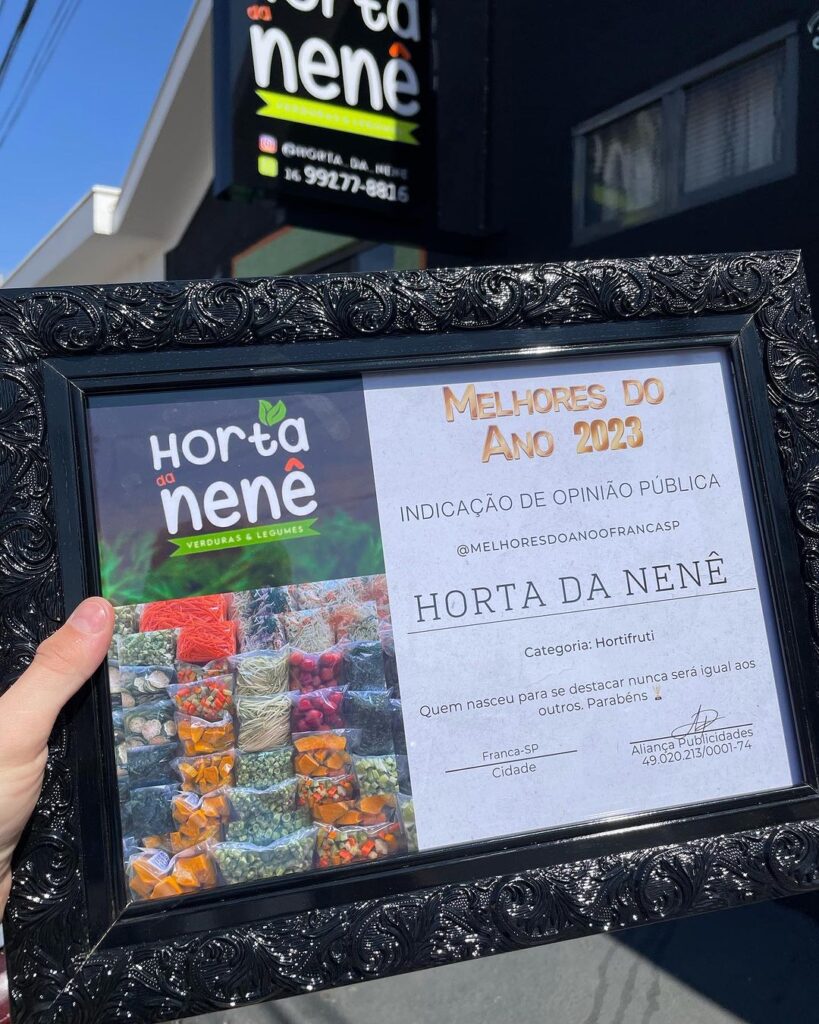 Horta
da
nenê
VERDURAS & LEGUMES
@HORTA_DA_NENE
16 99277-8816
Horta
da
nenê
VERDURAS & LEGUMES
MELHORES DO
ANO 2023
INDICAÇÃO DE OPINIÃO PÚBLICA
@MELHORESDOANOOFRANCASP
HORTA DA NENÊ
Categoria: Hortifruti
Quem nasceu para se destacar nunca será igual aos
outros. Parabéns
Franca-SP
Cidade
Aliança Publicidades
49.020.213/0001-74